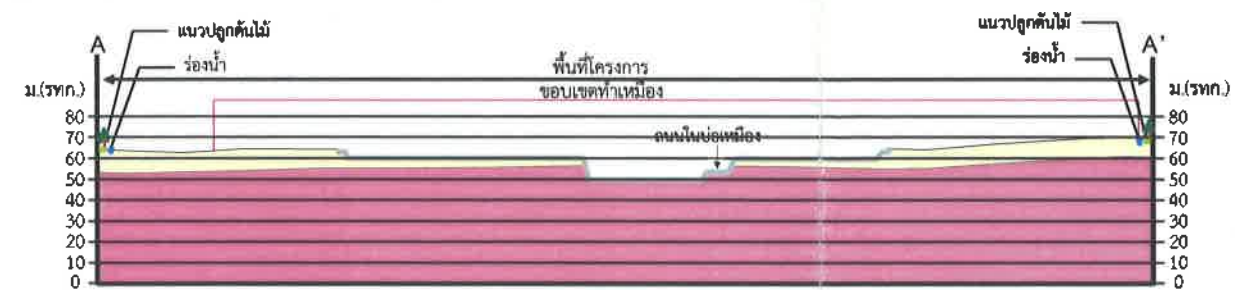 แนวปลูกต้นไม้
แนวปลูกต้นไม้
A
A'
ร่องน้ำ
ร่องน้ำ
พื้นที่โครงการ
ม.(รทก.)
ขอบเขตทำเหมือง
ม.(รทก.)
80
80
70
ถนนในบ่อเหมือง
70
60
60
50
50
40
40
30
30
20
20
10
10
0
0